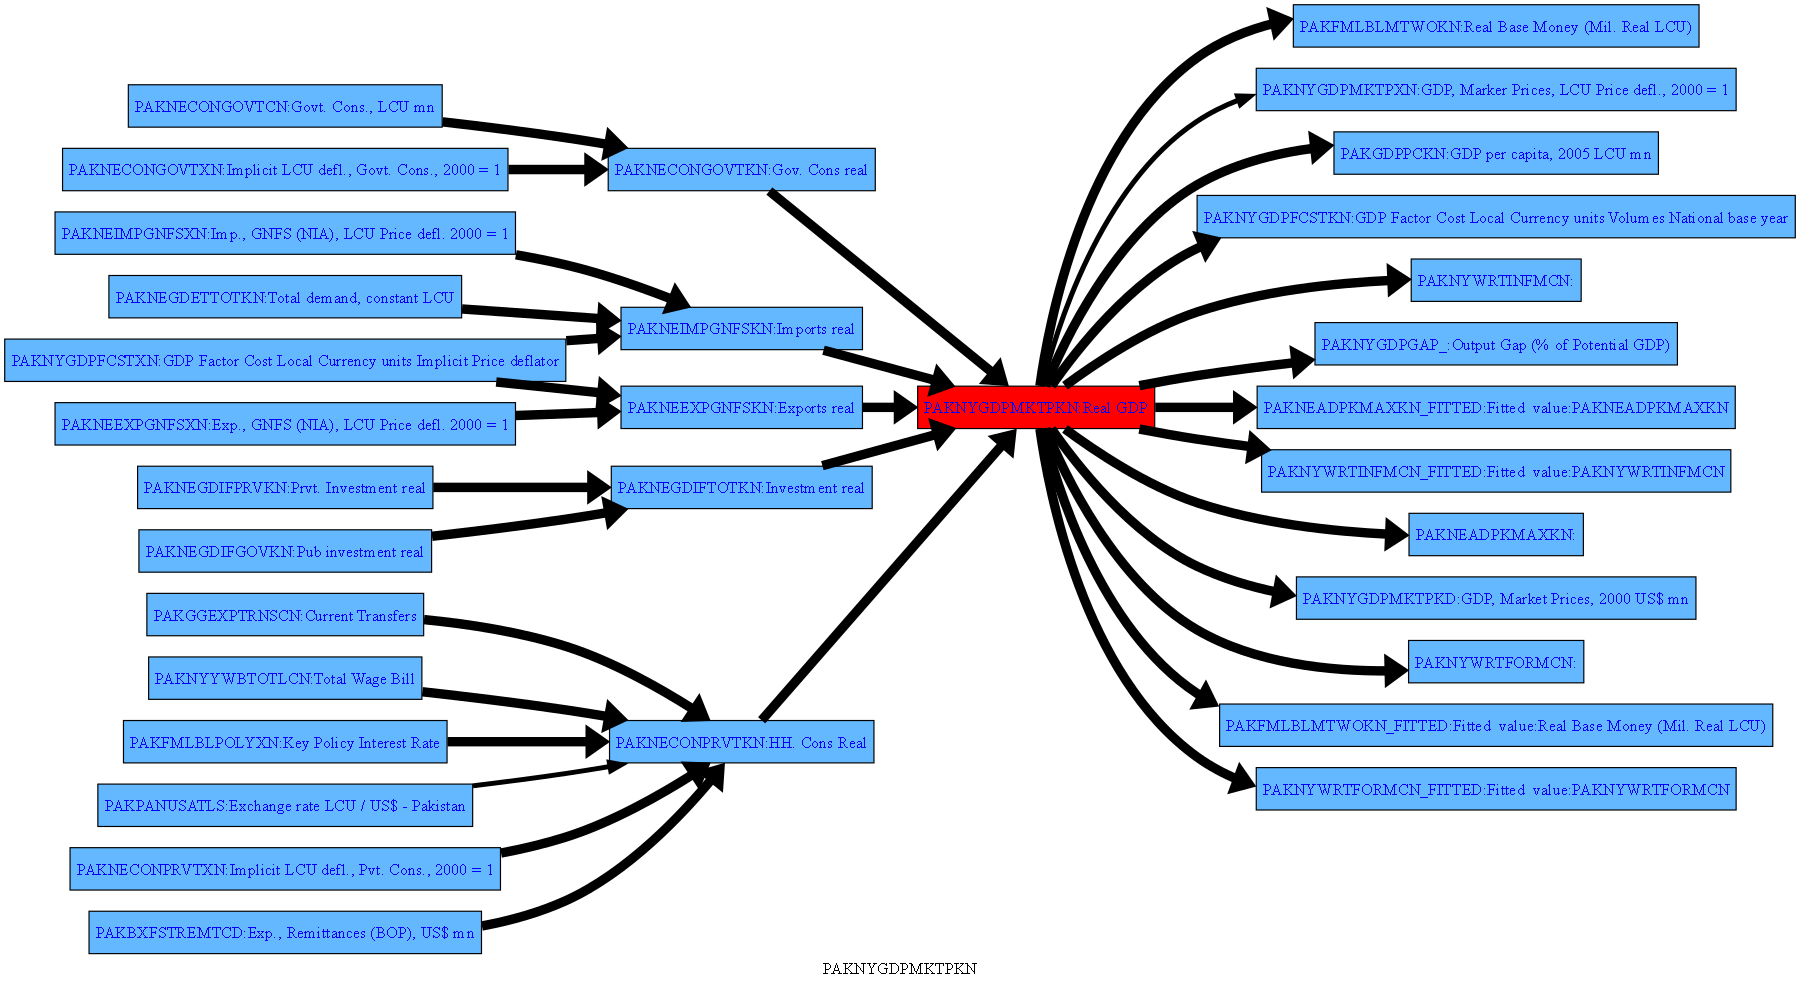 PAKNECONGOVTCN:Govt. Cons., LCU mn
PAKNECONGOVTXN:Implicit LCU defl., Govt. Cons., 2000 = 1
PAKNEIMPGNFSXN:Imp., GNFS (NIA), LCU Price defl. 2000 = 1
PAKNEGDETTOTKN:Total demand, constant LCU
PAKNYGDPFCSTXN:GDP Factor Cost Local Currency units Implicit Price deflator
PAKNEEXPGNFSXN:Exp., GNFS (NIA), LCU Price defl. 2000 = 1
PAKNEGDIFPRVKN:Prvt. Investment real
PAKNEGDIFGOVKN:Pub investment real
PAKGGEXPTRNSCN:Current Transfers
PAKNYYWBTOTLCN:Total Wage Bill
PAKFMLBLPOLYXN:Key Policy Interest Rate
PAKPANUSATLS:Exchange rate LCU / US$ - Pakistan
PAKNECONPRVTXN:Implicit LCU defl., Pvt. Cons., 2000 = 1
PAKBXFSTREMTCD:Exp., Remittances (BOP), US$ mn
PAKNECONGOVTKN:Gov. Cons real
PAKNEIMPGNFSKN:Imports real
PAKNEEXPGNFSKN:Exports real
PAKNEGDIFTOTKN:Investment real
PAKNECONPRVTKN:HH. Cons Real
PAKNYGDPMKTPKN:Real GDP
PAKFMLBLMTWOKN:Real Base Money (Mil. Real LCU)
PAKNYGDPMKTPXN:GDP, Marker Prices, LCU Price defl., 2000 = 1
PAKGDPPCKN:GDP per capita, 2005 LCU mn
PAKNYGDPFCSTKN:GDP Factor Cost Local Currency units Volumes National base year
PAKNYWRTINFMCN:
PAKNYGDPGAP_:Output Gap (% of Potential GDP)
PAKNEADPKMAXKN_FITTED:Fitted value:PAKNEADPKMAXKN
PAKNYWRTINFMCN_FITTED:Fitted value:PAKNYWRTINFMCN
PAKNEADPKMAXKN:
PAKNYGDPMKTPKD:GDP, Market Prices, 2000 US$ mn
PAKNYWRTFORMCN:
PAKFMLBLMTWOKN_FITTED:Fitted value:Real Base Money (Mil. Real LCU)
PAKNYWRTFORMCN_FITTED:Fitted value:PAKNYWRTFORMCN
PAKNYGDPMKTPKN